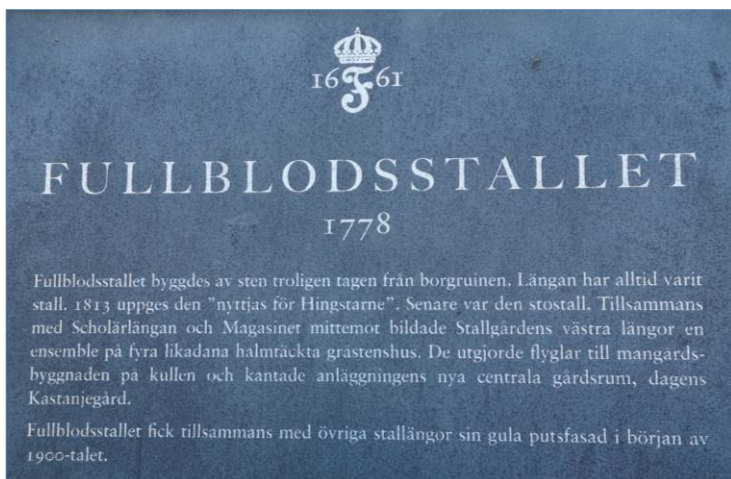 16 F 61
FULLBLODSSTALLET
1778
Fullblodsstallet byggdes av sten troligen tagen från borgruinen. Längan har alltid varit
stall. 1813 uppges den ”nyttjas för Hingstarne”. Senare var den stostall. Tillsammans
med Scholärlängan och Magasinet mittemot bildade Stallgårdens västra längor en
ensemble på fyra likadana halmtäckta gråstenshus. De utgjorde flyglar till mangårds-
byggnaden på kullen och kantade anläggningens nya centrala gårdsrum, dagens
Kastanjegård.
Fullblodsstallet fick tillsammans med övriga stallängor sin gula putsfasad i början av
1900-talet.